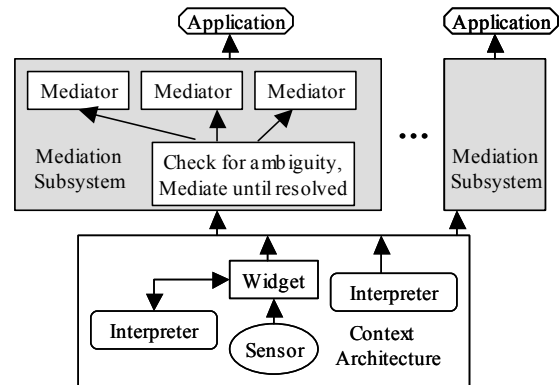 Application
Application
Mediator
Mediator
Mediator
Mediation
Subsystem
Check for ambiguity,
Mediate until resolved
...
Mediation
Subsystem
Widget
Interpreter
Interpreter
Sensor
Context
Architecture